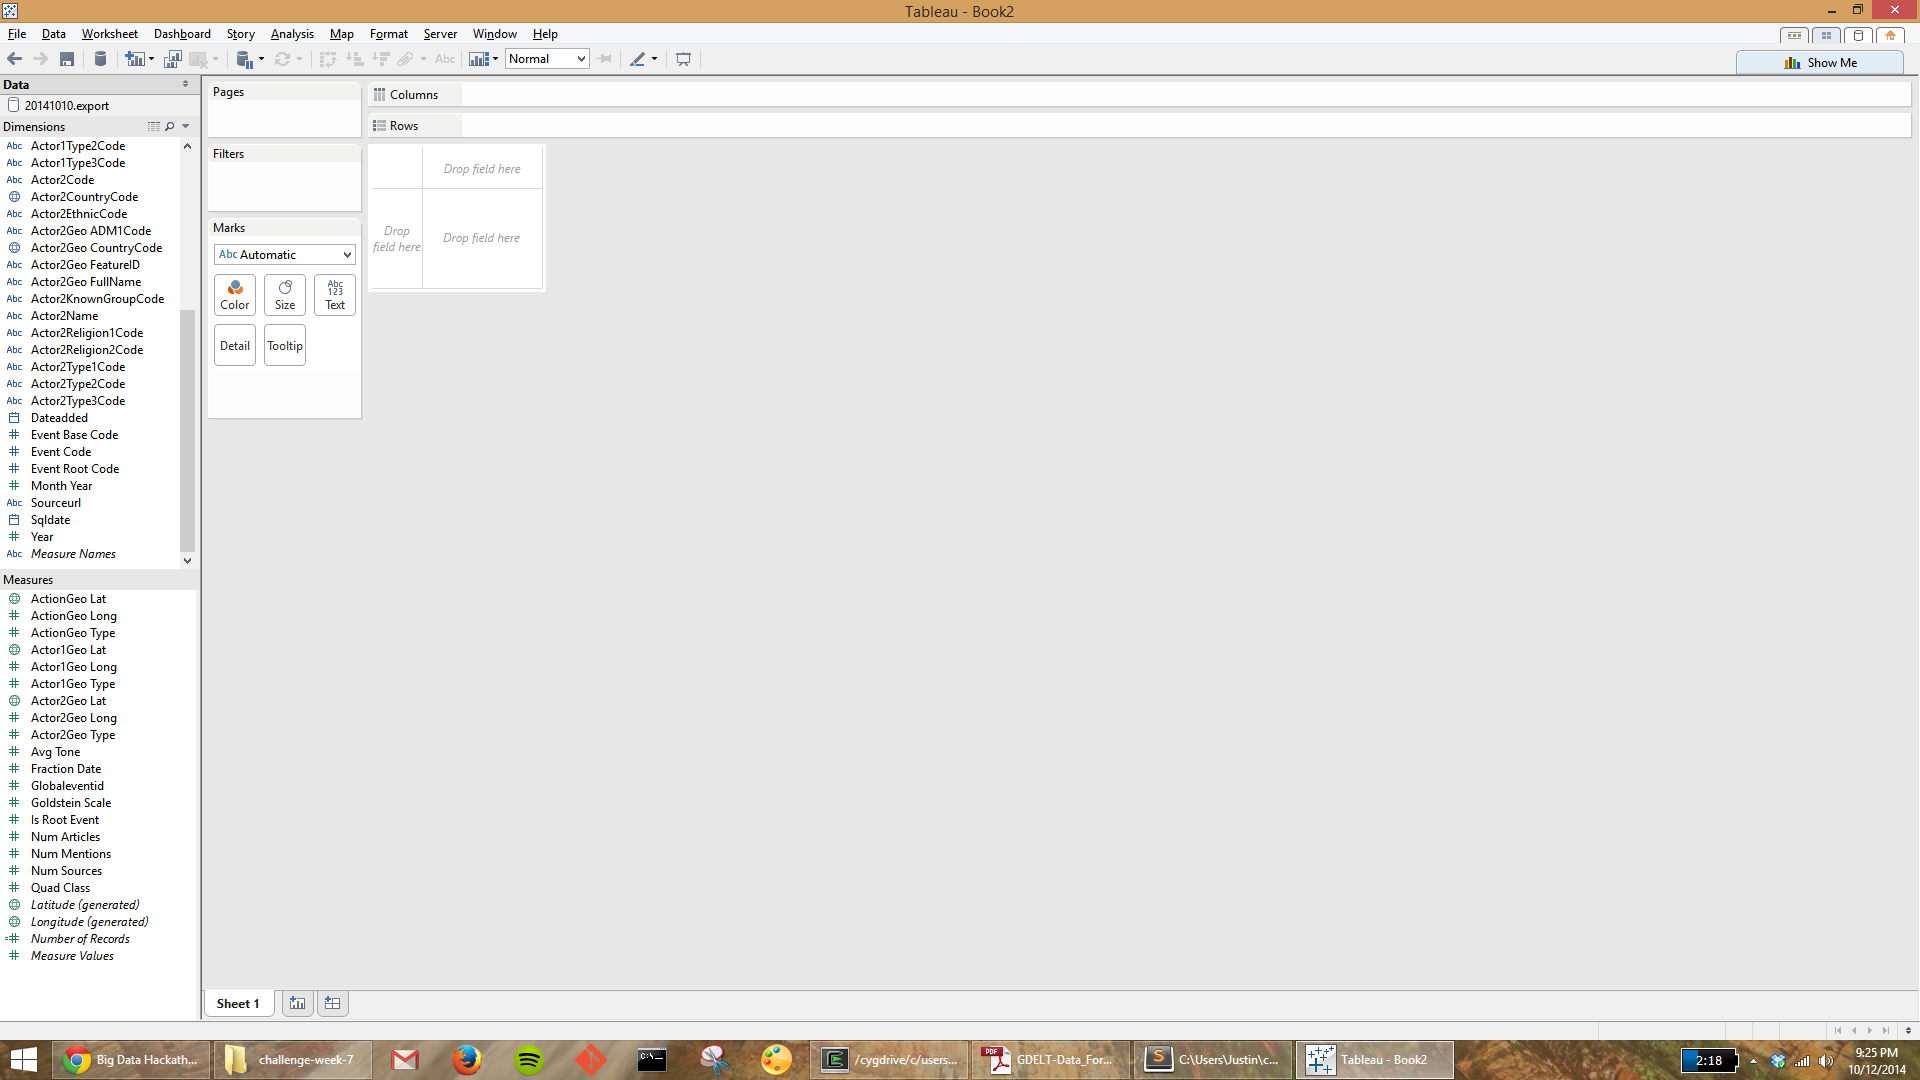 Tableau - Book2
File Data Worksheet Dashboard Story Analysis Map Format Server Window Help
Abc Normal
Show Me
Data
20141010.export
Dimensions
Abc Actor1Type2Code
Abc Actor1Type3Code
Abc Actor2Code
Actor2CountryCode
Abc Actor2EthnicCode
Abc Actor2Geo ADM1Code
Actor2Geo CountryCode
Abc Actor2Geo FeatureID
Abc Actor2Geo FullName
Abc Actor2KnownGroupCode
Abc Actor2Name
Abc Actor2Religion1Code
Abc Actor2Religion2Code
Abc Actor2Type1Code
Abc Actor2Type2Code
Abc Actor2Type3Code
Dateadded
# Event Base Code
# Event Code
# Event Root Code
# Month Year
Abc Sourceurl
Sqldate
# Year
Abc Measure Names
Measures
ActionGeo Lat
# ActionGeo Long
# ActionGeo Type
Actor1Geo Lat
# Actor1Geo Long
# Actor1Geo Type
Actor2Geo Lat
# Actor2Geo Long
# Actor2Geo Type
# Avg Tone
# Fraction Date
# Globaleventid
# Goldstein Scale
# Is Root Event
# Num Articles
# Num Mentions
# Num Sources
# Quad Class
Latitude (generated)
Longitude (generated)
=# Number of Records
# Measure Values
Pages
Filters
Marks
Abc Automatic
Color
Size
Abc
123
Text
Detail
Tooltip
Columns
Rows
Drop field here
Drop
field here
Drop field here
Sheet 1
Big Data Hackath...
challenge-week-7
C:\_
/cygdrive/c/users...
PDF
GDELT-Data_For...
S
C:\Users\Justin\c...
Tableau - Book2
2:18
9:25 PM
10/12/2014